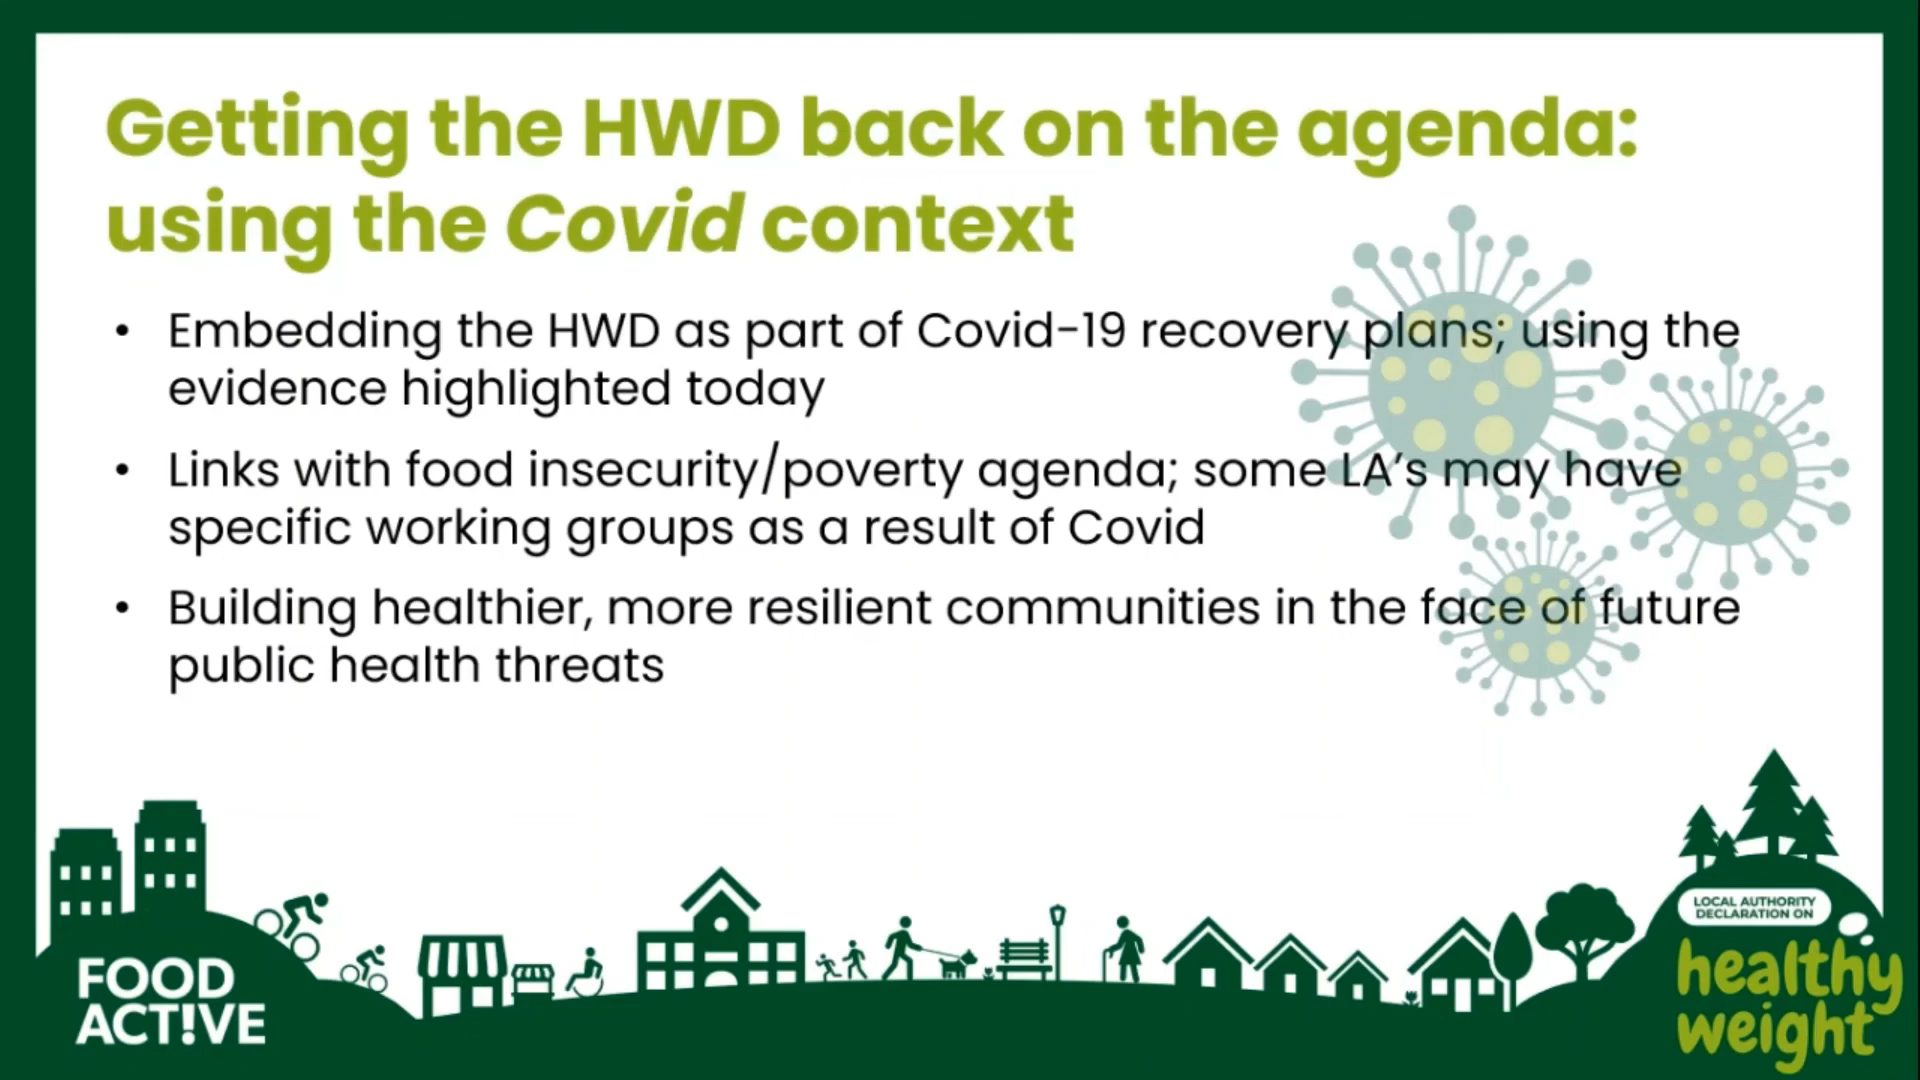 Getting the HWD back on the agenda:
using the Covid context
• Embedding the HWD as part of Covid-19 recovery plans; using the
evidence highlighted today
• Links with food insecurity/poverty agenda; some LA’s may have
specific working groups as a result of Covid
• Building healthier, more resilient communities in the face of future
public health threats
FOOD
ACT!VE
LOCAL AUTHORITY
DECLARATION ON
healthy
weight